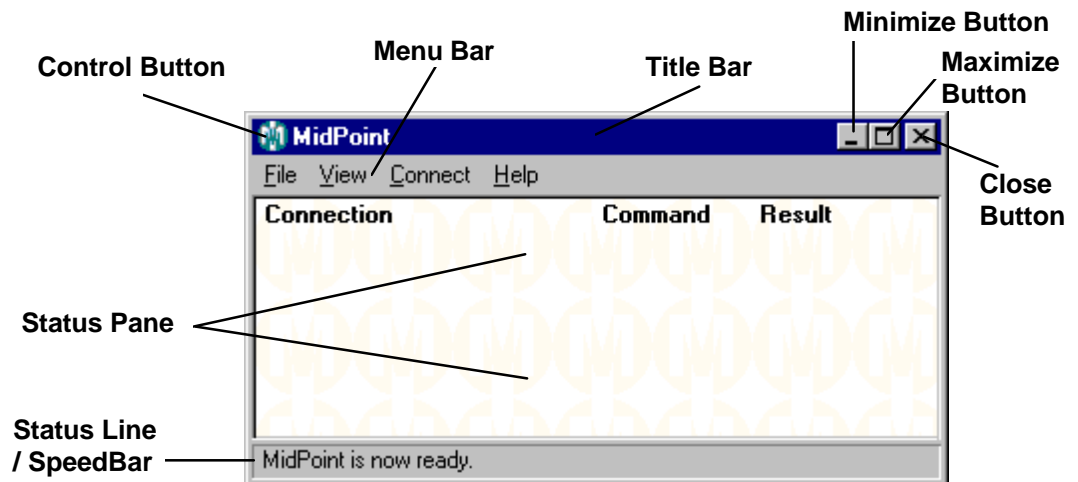 Minimize Button
Control Button
Menu Bar
Title Bar
Maximize
Button
MidPoint
File View Connect Help
Close
Button
Connection Command Result
Status Pane
Status Line
/ SpeedBar
MidPoint is now ready.